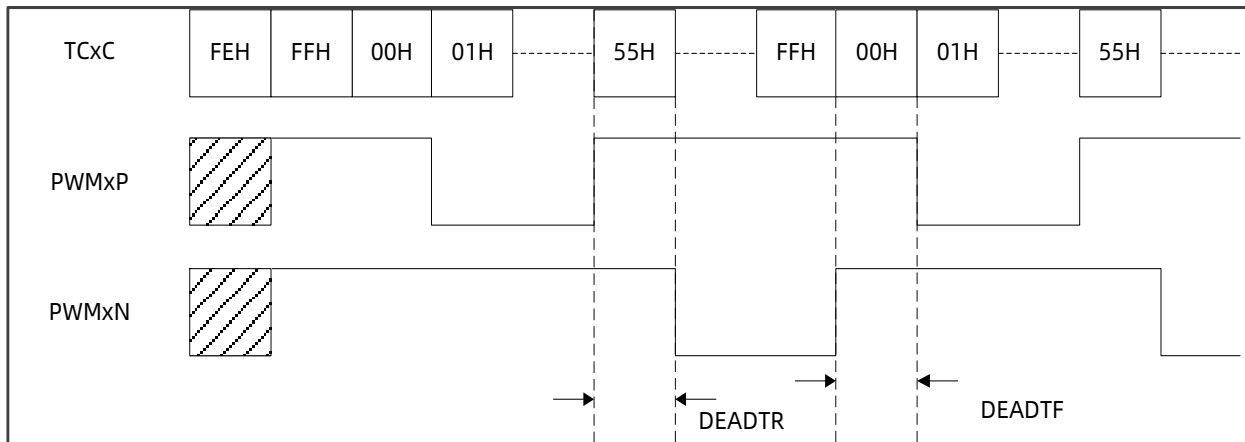 TCxC FEH FFH 00H 01H 55H FFH 00H 01H 55H
PWMxP
PWMxN
DEADTR DEADTF